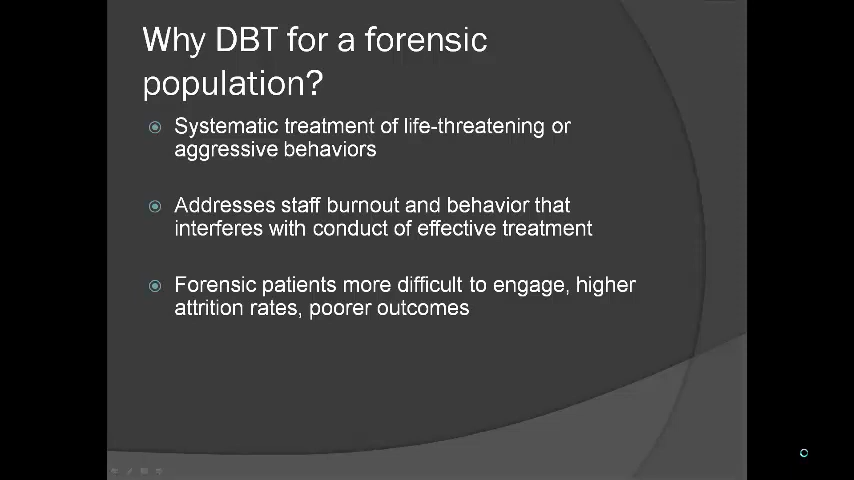 Why DBT for a forensic
population?
Systematic treatment of life-threatening or
aggressive behaviors
Addresses staff burnout and behavior that
interferes with conduct of effective treatment
Forensic patients more difficult to engage, higher
attrition rates, poorer outcomes